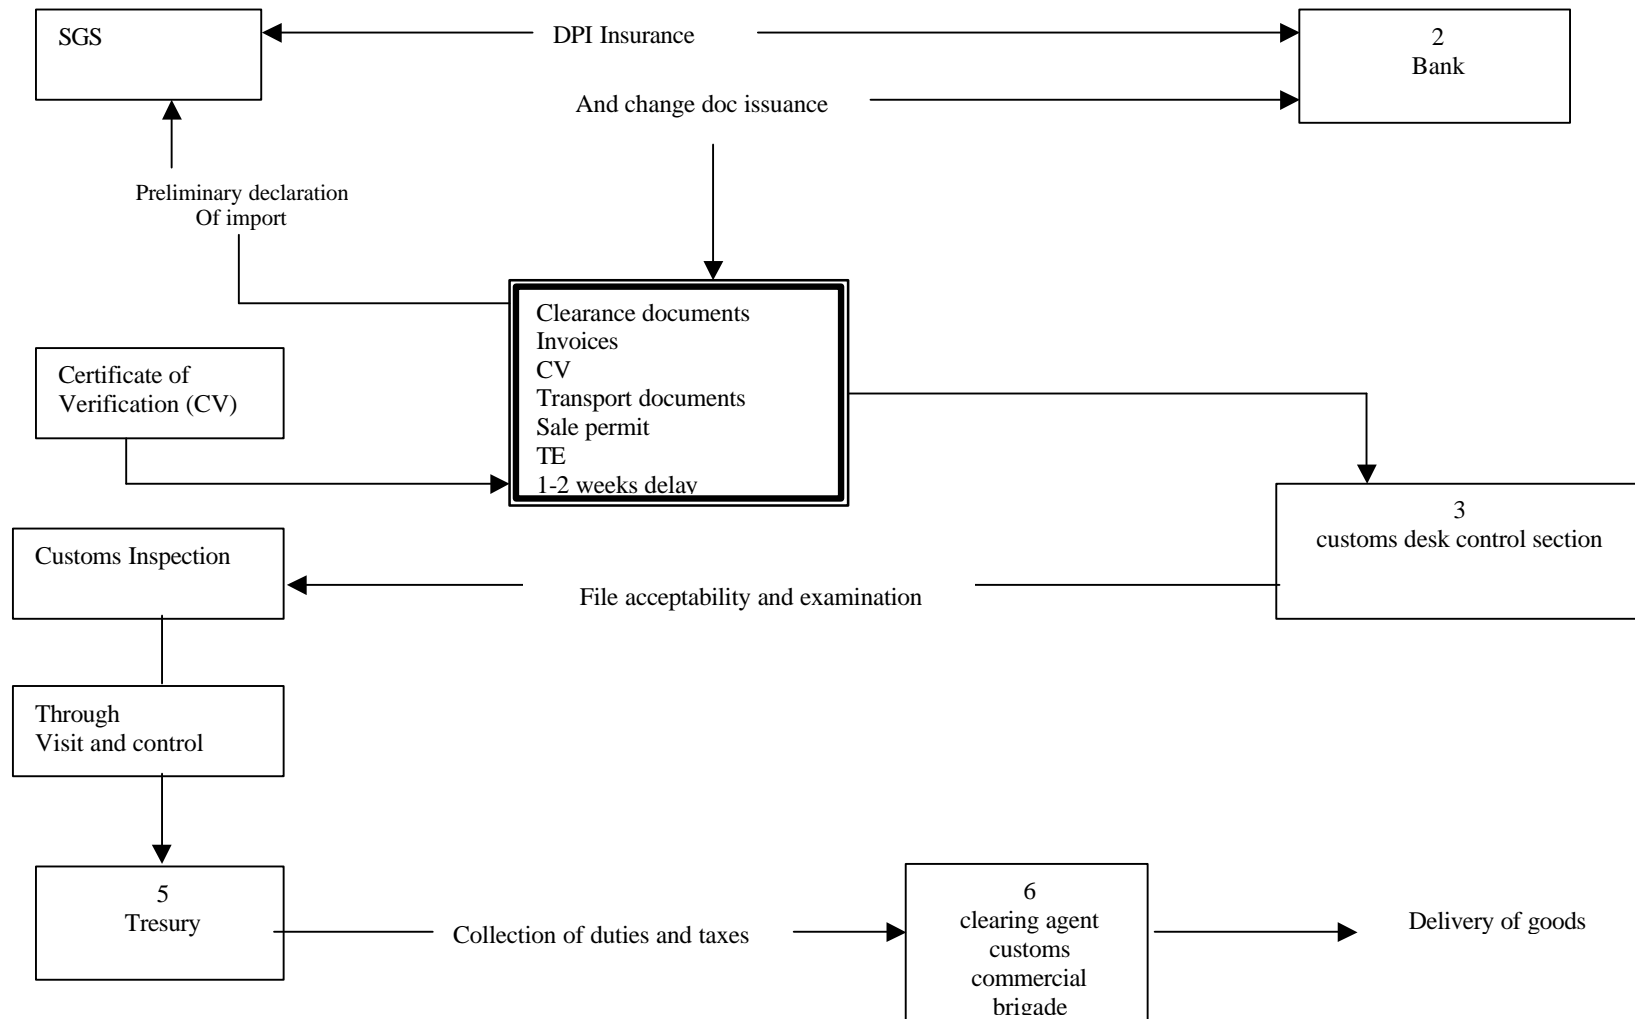 SGS
DPI Insurance
2
Bank
And change doc issuance
Preliminary declaration
Of import
Clearance documents
Invoices
CV
Transport documents
Sale permit
TE
1-2 weeks delay
Certificate of
Verification (CV)
3
customs desk control section
Customs Inspection
File acceptability and examination
Through
Visit and control
5
Tresury
Collection of duties and taxes
6
clearing agent
customs
commercial
brigade
Delivery of goods